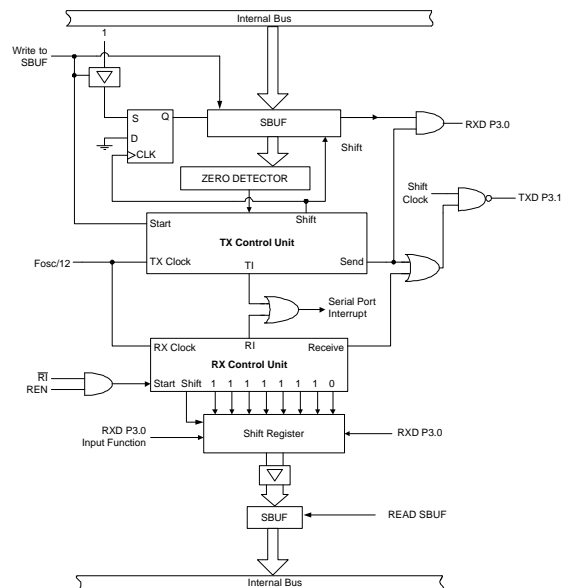 Internal Bus
1
Write to
SBUF
S Q
D
CLK
SBUF
RXD P3.0
Shift
ZERO DETECTOR
Shift
Clock
TXD P3.1
Start
Shift
TX Control Unit
Fosc/12
TX Clock
Send
TI
Serial Port
Interrupt
RX Clock
RI
Receive
RX Control Unit
RI
REN
Start Shift 1 1 1 1 1 1 1 0
RXD P3.0
Input Function
Shift Register
RXD P3.0
SBUF
READ SBUF
Internal Bus